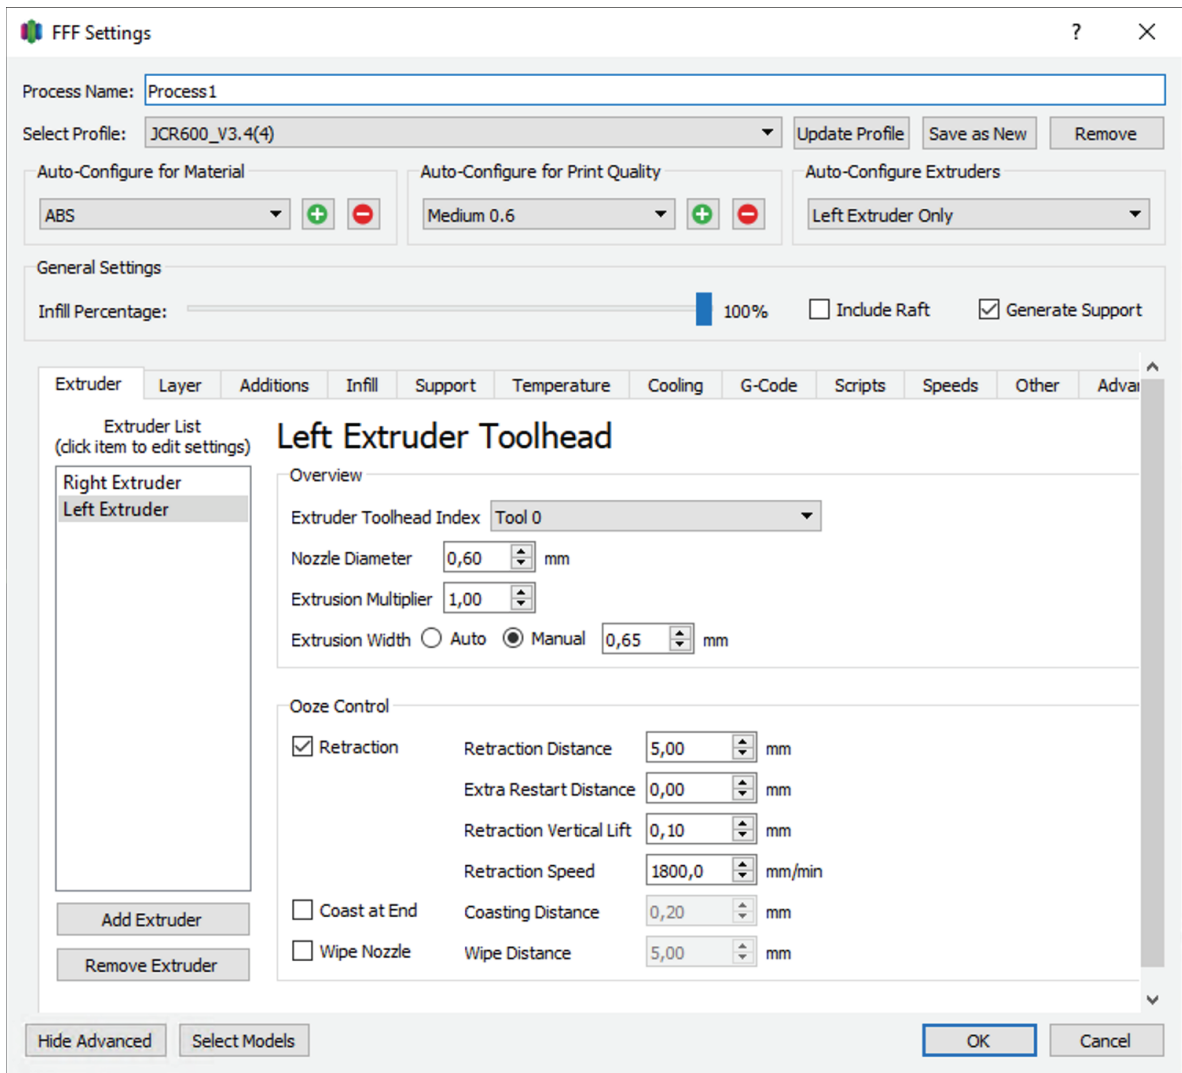 FFF Settings
?
Process Name: Process1
Select Profile: JCR600_V3.4(4) Update Profile Save as New Remove
Auto-Configure for Material Auto-Configure for Print Quality Auto-Configure Extruders
ABS Medium 0.6 Left Extruder Only
General Settings
Infill Percentage: 100% Include Raft Generate Support
Extruder Layer Additions Infill Support Temperature Cooling G-Code Scripts Speeds Other Advar
Extruder List
(click item to edit settings)
Right Extruder
Left Extruder
Add Extruder
Remove Extruder
Left Extruder Toolhead
Overview
Extruder Toolhead Index Tool 0
Nozzle Diameter 0,60 mm
Extrusion Multiplier 1,00
Extrusion Width Auto Manual 0,65 mm
Ooze Control
Retraction Retraction Distance 5,00 mm
Extra Restart Distance 0,00 mm
Retraction Vertical Lift 0,10 mm
Retraction Speed 1800,0 mm/min
Coast at End Coasting Distance 0,20 mm
Wipe Nozzle Wipe Distance 5,00 mm
Hide Advanced Select Models OK Cancel